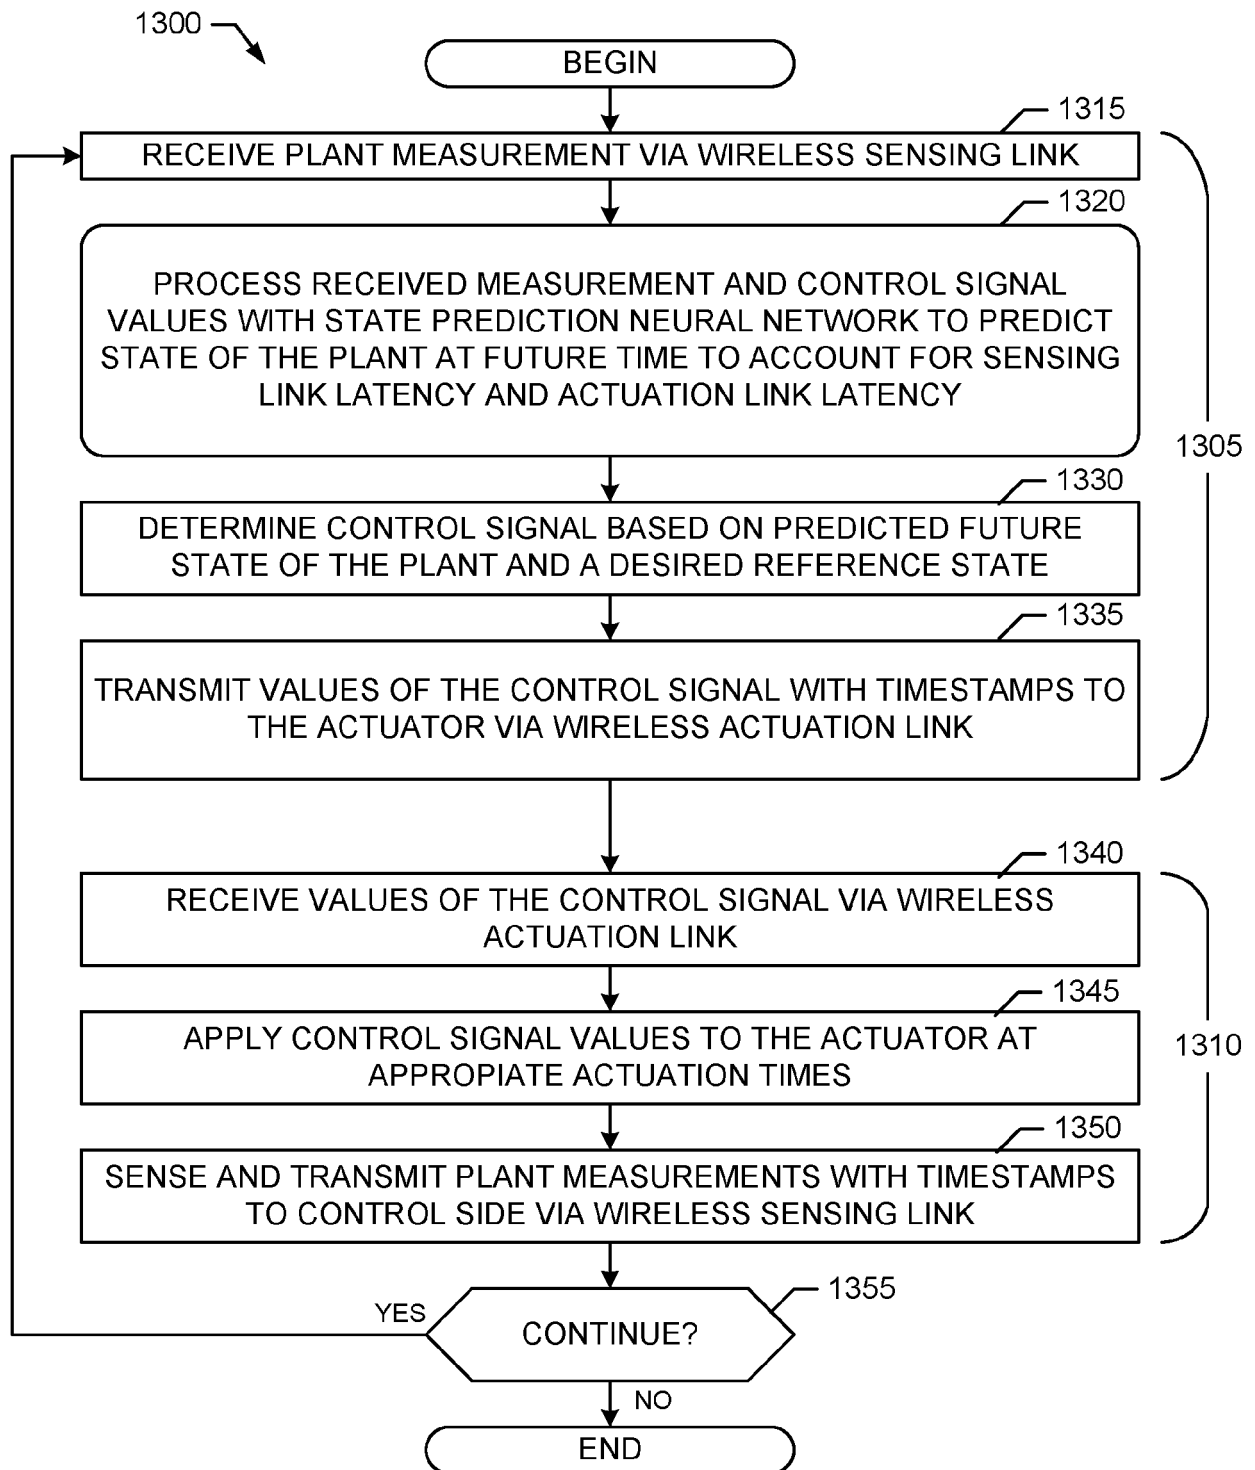 1300
BEGIN
1315
RECEIVE PLANT MEASUREMENT VIA WIRELESS SENSING LINK
1320
PROCESS RECEIVED MEASUREMENT AND CONTROL SIGNAL
VALUES WITH STATE PREDICTION NEURAL NETWORK TO PREDICT
STATE OF THE PLANT AT FUTURE TIME TO ACCOUNT FOR SENSING
LINK LATENCY AND ACTUATION LINK LATENCY
1305
1330
DETERMINE CONTROL SIGNAL BASED ON PREDICTED FUTURE
STATE OF THE PLANT AND A DESIRED REFERENCE STATE
1335
TRANSMIT VALUES OF THE CONTROL SIGNAL WITH TIMESTAMPS TO
THE ACTUATOR VIA WIRELESS ACTUATION LINK
1340
RECEIVE VALUES OF THE CONTROL SIGNAL VIA WIRELESS
ACTUATION LINK
1345
APPLY CONTROL SIGNAL VALUES TO THE ACTUATOR AT
APPROPIATE ACTUATION TIMES
1310
1350
SENSE AND TRANSMIT PLANT MEASUREMENTS WITH TIMESTAMPS
TO CONTROL SIDE VIA WIRELESS SENSING LINK
1355
YES
CONTINUE?
NO
END